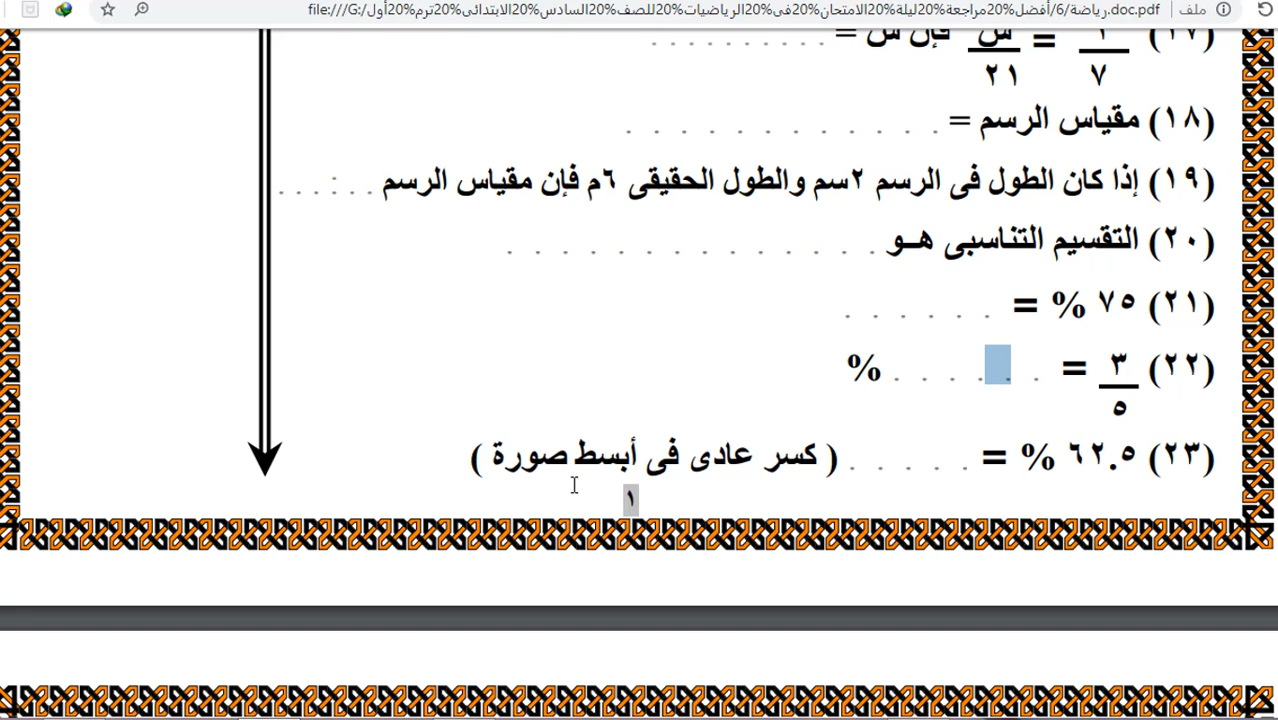 file:///G:/رياضة/6/أفضل%20مراجعة%20ليلة%20الامتحان%20فى%20الرياضيات%20للصف%20السادس%20الابتدائى%20ترم%20أول.doc.pdf ملف
(١٧) ٧ = س/٢١ فإن س = . . . . . . . . . .
(١٨) مقياس الرسم = . . . . . . . . . . . .
(١٩) إذا كان الطول فى الرسم ٢سم والطول الحقيقى ٦م فإن مقياس الرسم . . : . . .
(٢٠) التقسيم التناسبى هـو . . . . . . . . . . . . . .
(٢١) ٧٥ % = . . . . . .
(٢٢) ٣/٥ = . . . . . . %
(٢٣) ٦٢.٥ % = . . . . . ( كسر عادى فى أبسط صورة )
١